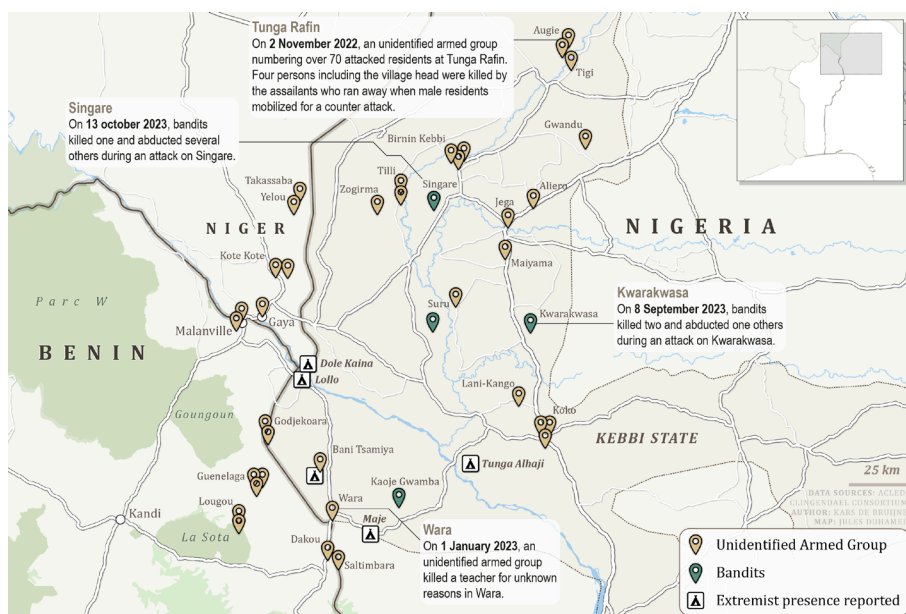 Tunga Rafin
On 2 November 2022, an unidentified armed group
numbering over 70 attacked residents at Tunga Rafin.
Four persons including the village head were killed by
the assailants who ran away when male residents
mobilized for a counter attack.
Augie
Tigi
Singare
On 13 october 2023, bandits
killed one and abducted several
others during an attack on Singare.
Gwandu
Birnin Kebbi
Takassaba
Yelou
Tilli
Zogirma
Singare
Aliero
Jega
NIGER
NIGERIA
Kote Kote
Maiyama
Parc W
Suru
Kwarakwasa
Kwarakwasa
On 8 September 2023, bandits
killed two and abducted one others
during an attack on Kwarakwasa.
Malanville
Gaya
BENIN
Dole Kaina
Lollo
Lani-Kango
Goungoun
Godjekoara
Koko
KEBBI STATE
Bani Tsamiya
Tunga Alhaji
25 km
Guenelaga
Kaoje Gwamba
DATA SOURCES: ACLED
CLINGENDAEL CONSORTIUM
AUTHOR: KARS DE BRUIJNE
MAP: JULES DUHAMEL
Lougou
Wara
Kandi
Maje
La Sota
Dakou
Saltimbara
Wara
On 1 January 2023, an
unidentified armed group
killed a teacher for unknown
reasons in Wara.
Unidentified Armed Group
Bandits
Extremist presence reported